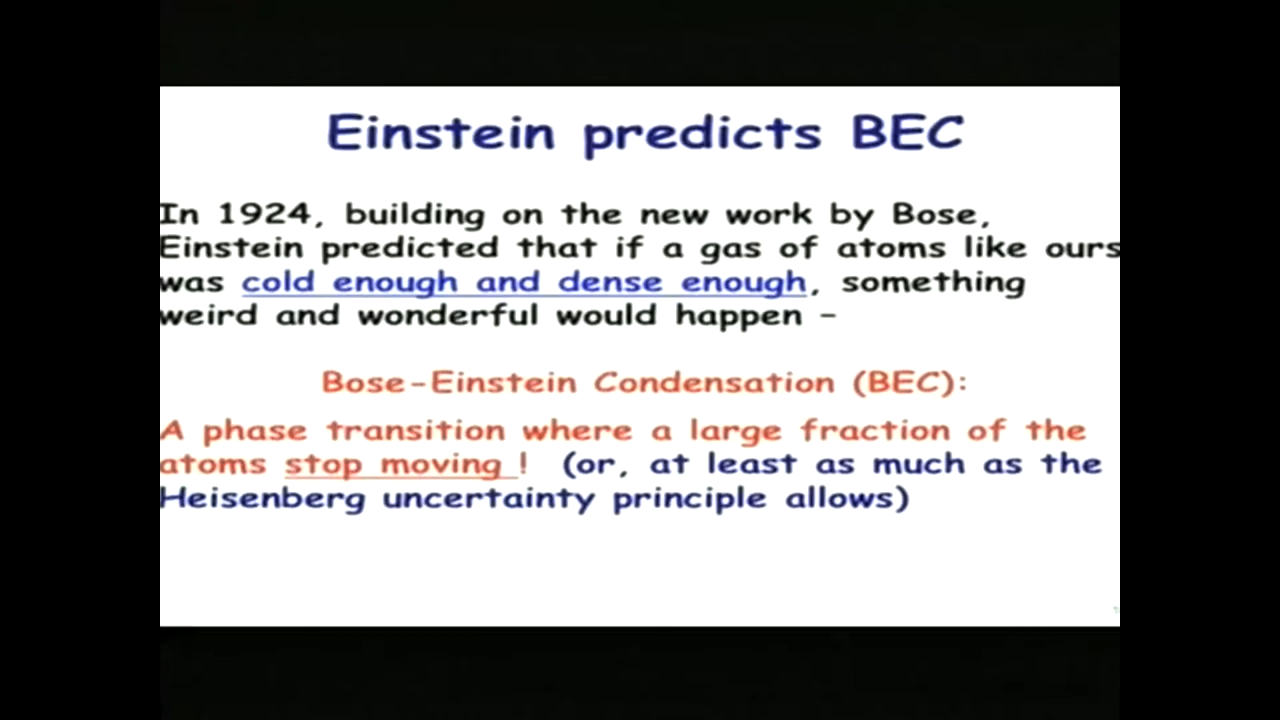 Einstein predicts BEC
In 1924, building on the new work by Bose,
Einstein predicted that if a gas of atoms like ours
was cold enough and dense enough, something
weird and wonderful would happen –
Bose-Einstein Condensation (BEC):
A phase transition where a large fraction of the
atoms stop moving ! (or, at least as much as the
Heisenberg uncertainty principle allows)